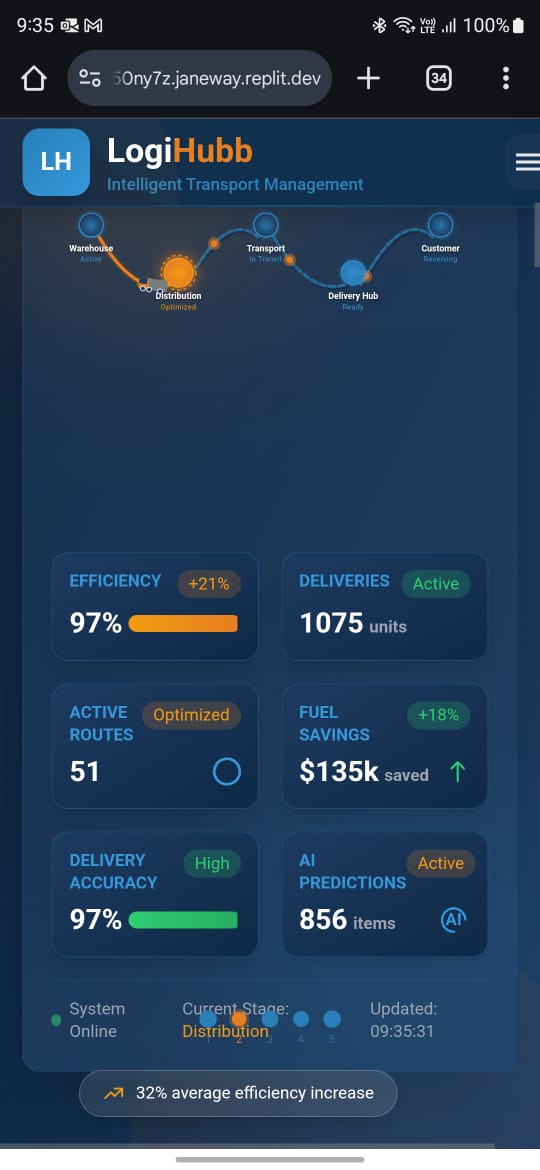 9:35
Vo))
LTE
100%
50ny7z.janeway.replit.dev
34
LH
LogiHubb
Intelligent Transport Management
Warehouse
Active
Transport
In Transit
Customer
Receiving
Distribution
Optimized
Delivery Hub
Ready
EFFICIENCY
+21%
97%
DELIVERIES
Active
1075 units
ACTIVE
ROUTES
Optimized
51
FUEL
SAVINGS
+18%
$135k saved
DELIVERY
ACCURACY
High
97%
AI
PREDICTIONS
Active
856 items
AI
System
Online
Current Stage:
Distribution
2 3 4 5
Updated:
09:35:31
32% average efficiency increase